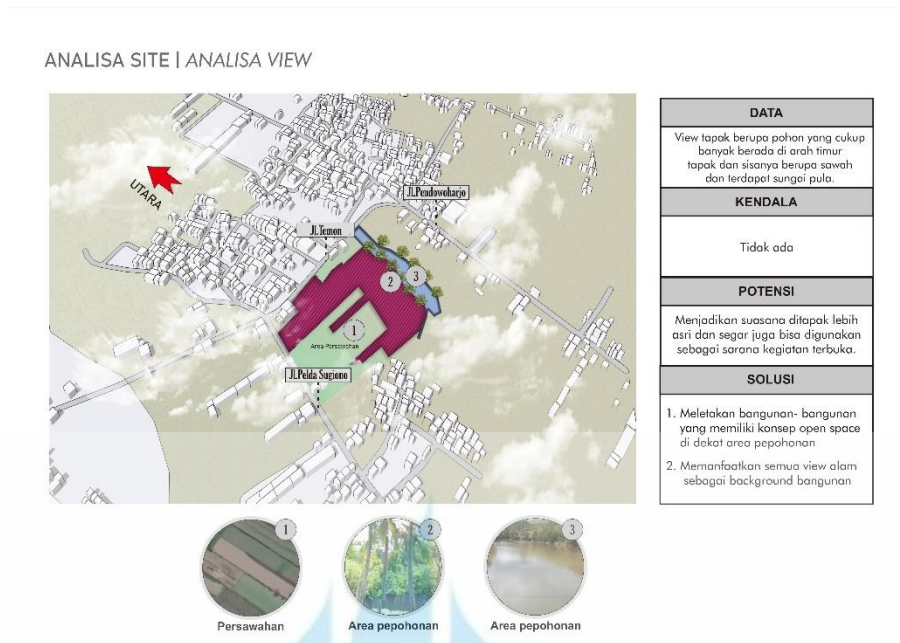 ANALISA SITE | ANALISA VIEW
UTARA
Jl.Pendowoharjo
Jl.Temon
2
3
1
Area Persawahan
Jl.Pelda Sugiono
DATA
View tapak berupa pohon yang cukup
banyak berada di arah timur
tapak dan sisanya berupa sawah
dan terdapat sungai pula.
KENDALA
Tidak ada
POTENSI
Menjadikan suasana ditapak lebih
asri dan segar juga bisa digunakan
sebagai sarana kegiatan terbuka.
SOLUSI
1. Meletakan bangunan- bangunan
yang memiliki konsep open space
di dekat area pepohonan
2. Memanfaatkan semua view alam
sebagai background bangunan
1
2
3
Persawahan
Area pepohonan
Area pepohonan